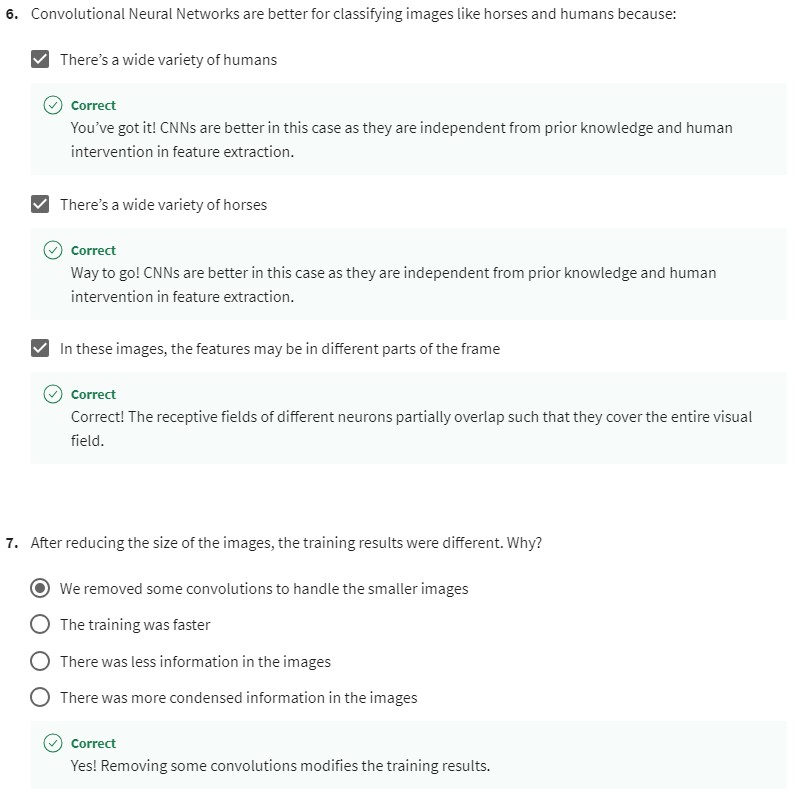 6. Convolutional Neural Networks are better for classifying images like horses and humans because:
There’s a wide variety of humans
Correct
You’ve got it! CNNs are better in this case as they are independent from prior knowledge and human
intervention in feature extraction.
There’s a wide variety of horses
Correct
Way to go! CNNs are better in this case as they are independent from prior knowledge and human
intervention in feature extraction.
In these images, the features may be in different parts of the frame
Correct
Correct! The receptive fields of different neurons partially overlap such that they cover the entire visual
field.
7. After reducing the size of the images, the training results were different. Why?
We removed some convolutions to handle the smaller images
The training was faster
There was less information in the images
There was more condensed information in the images
Correct
Yes! Removing some convolutions modifies the training results.